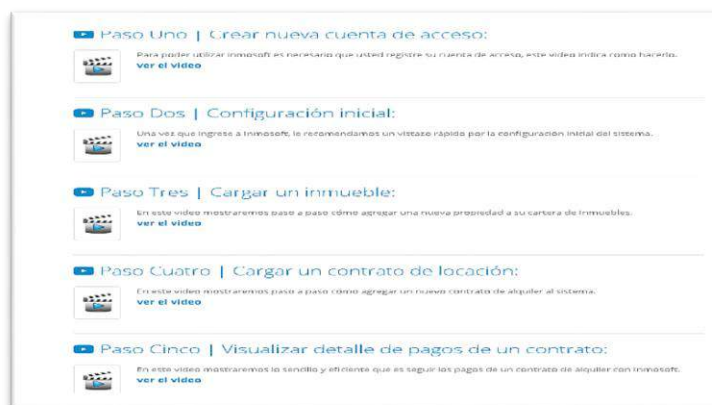 Paso Uno | Crear nueva cuenta de acceso:
Para poder utilizar Inmosoft es necesario que usted registre su cuenta de acceso, este video indica como hacerlo.
ver el video
Paso Dos | Configuración inicial:
Una vez que ingrese a Inmosoft, le recomendamos un vistazo rápido por la configuración inicial del sistema.
ver el video
Paso Tres | Cargar un inmueble:
En este video mostraremos paso a paso cómo agregar una nueva propiedad a su cartera de Inmuebles.
ver el video
Paso Cuatro | Cargar un contrato de locación:
En este video mostraremos paso a paso cómo agregar un nuevo contrato de alquiler al sistema.
ver el video
Paso Cinco | Visualizar detalle de pagos de un contrato:
En este video mostraremos lo sencillo y eficiente que es seguir los pagos de un contrato de alquiler con Inmosoft.
ver el video